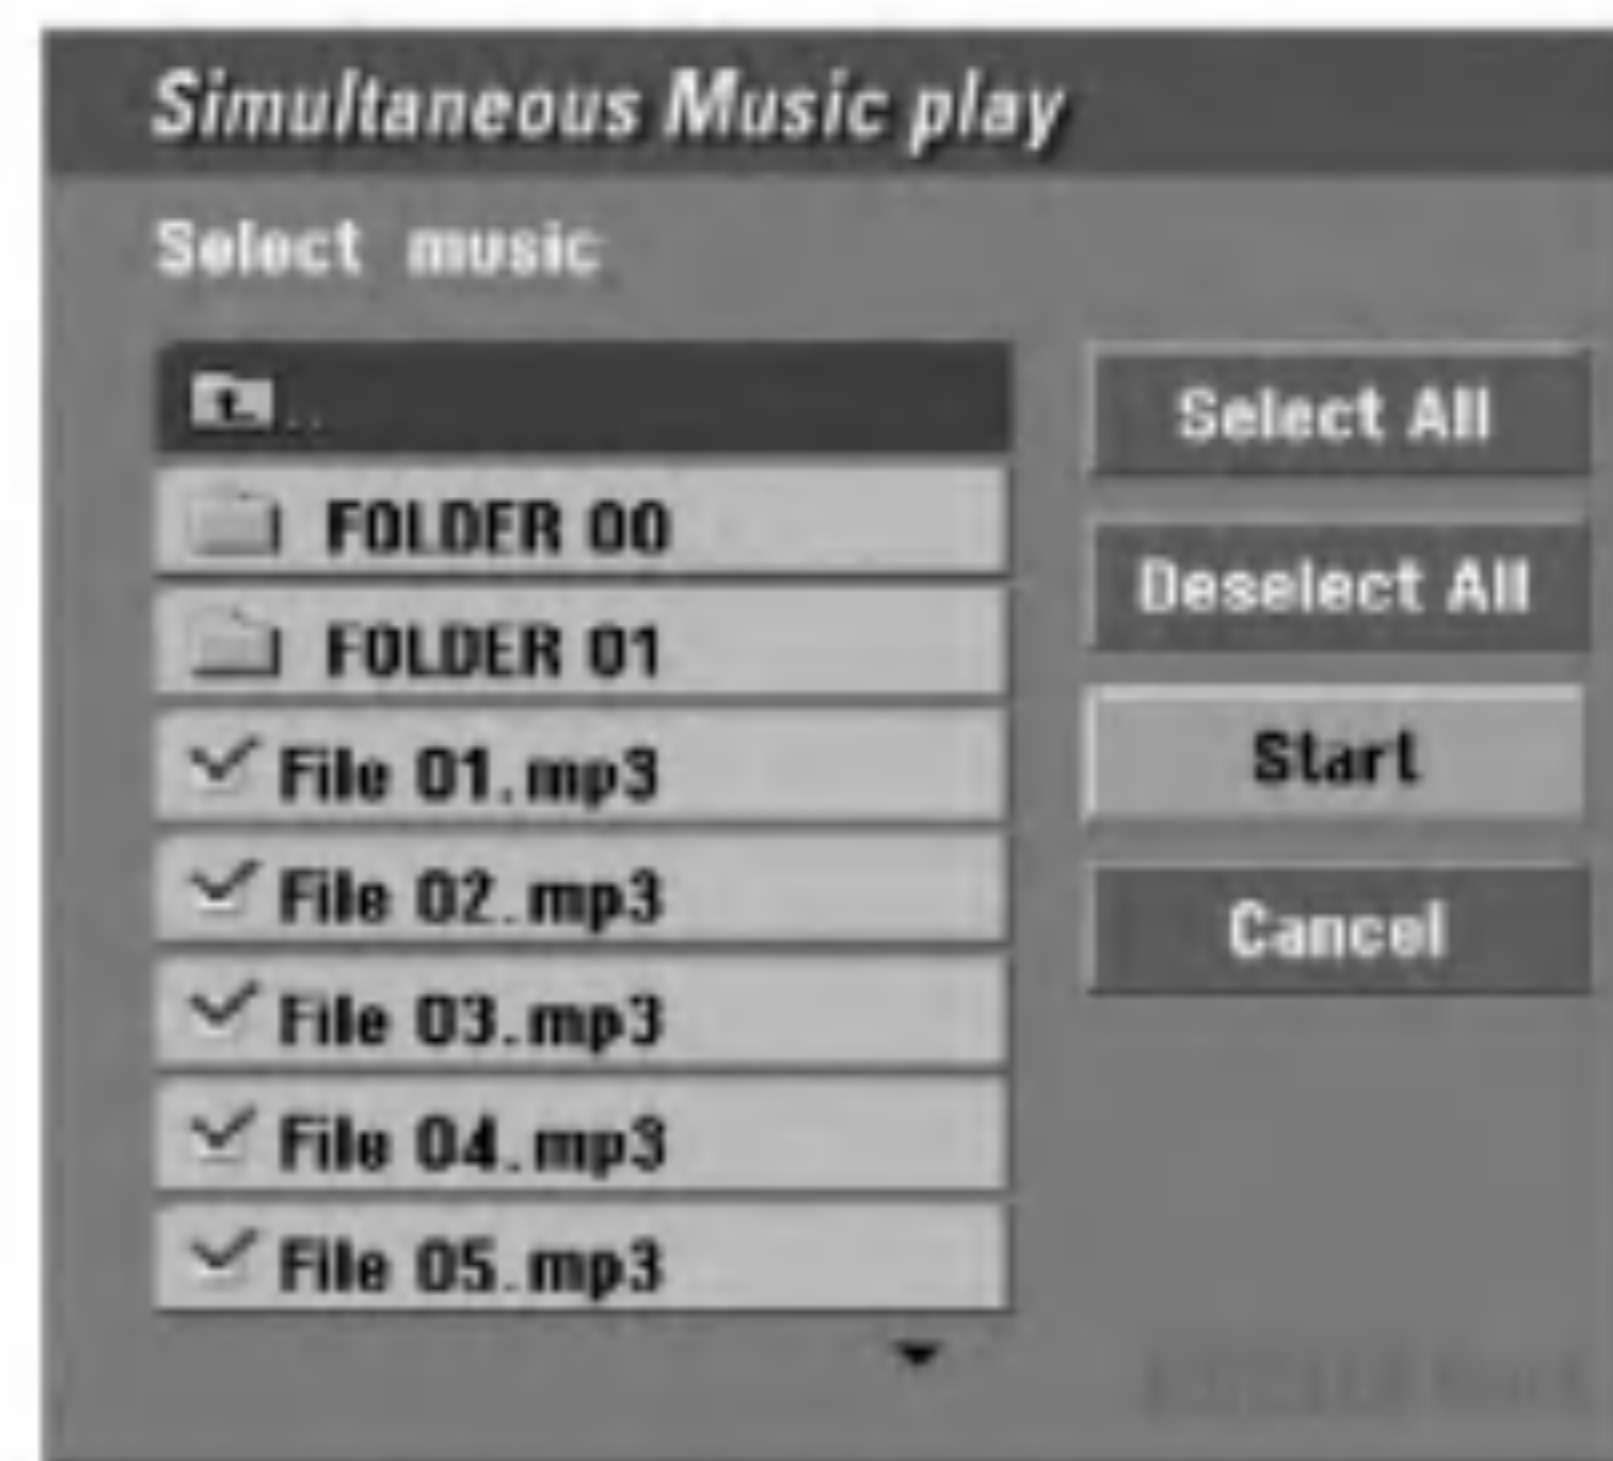 Simultaneous Music play
Select music
..
FOLDER 00
FOLDER 01
File 01.mp3
File 02.mp3
File 03.mp3
File 04.mp3
File 05.mp3
Select All
Deselect All
Start
Cancel